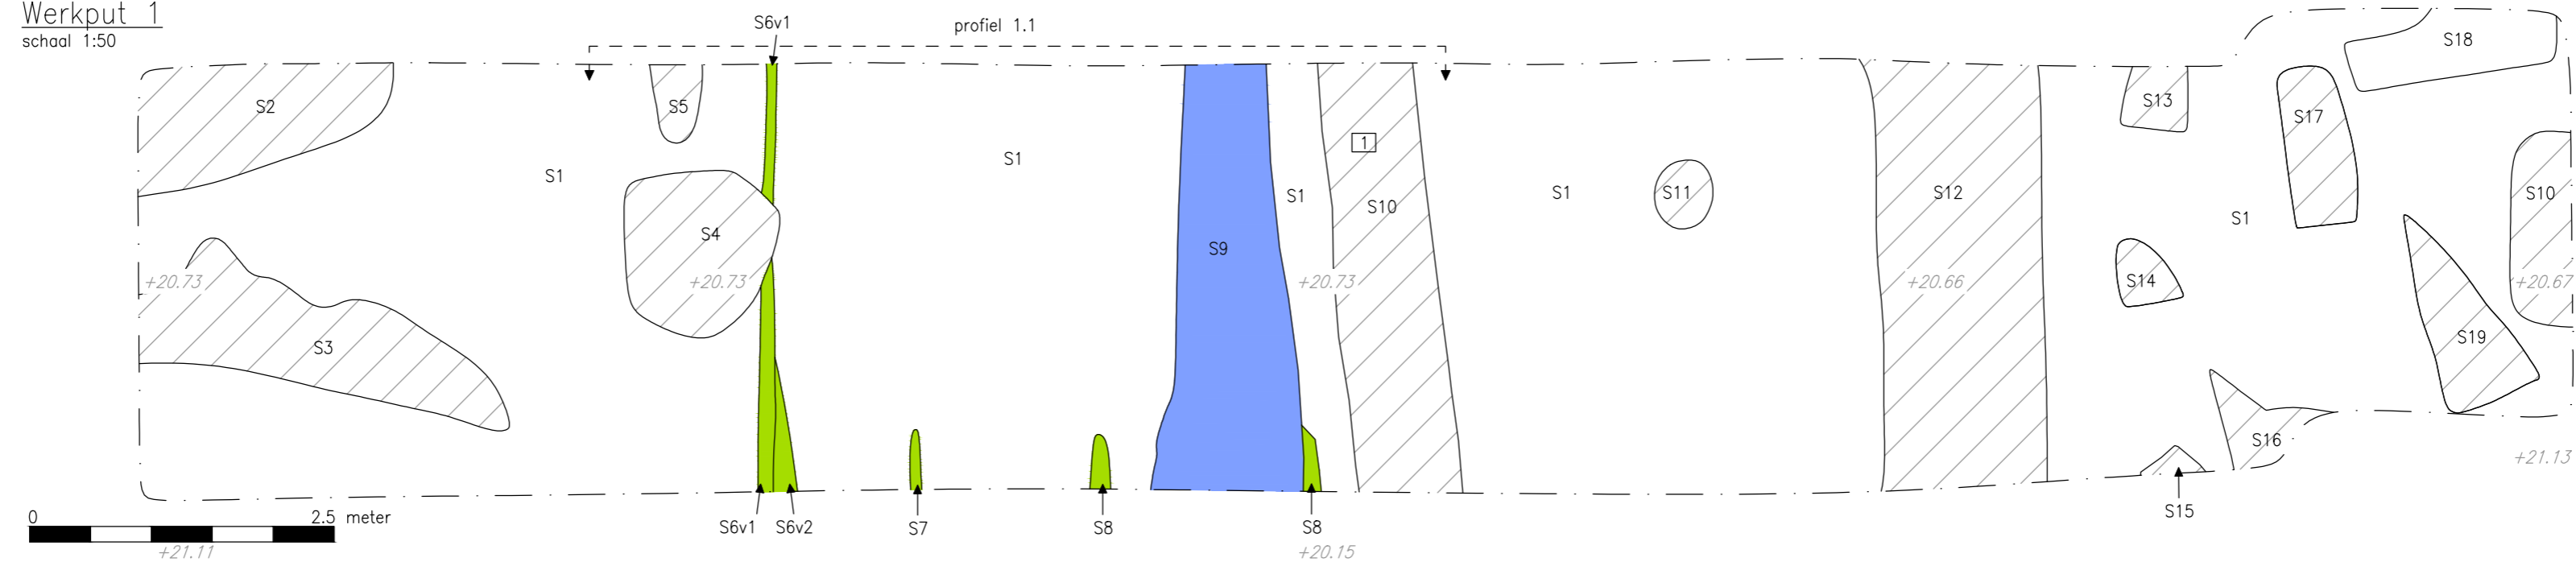 Werkput 1
schaal 1:50
S6v1
profiel 1.1
S18
S2
S5
S13
S17
1
S1
S1
S1
S10
S1
S11
S12
S1
S10
S4
S9
+20.73
+20.73
+20.73
+20.66
S14
+20.67
S3
S19
S16
+21.13
0 2.5 meter
S6v1 S6v2 S7 S8 S8 S15
+21.11
+20.15